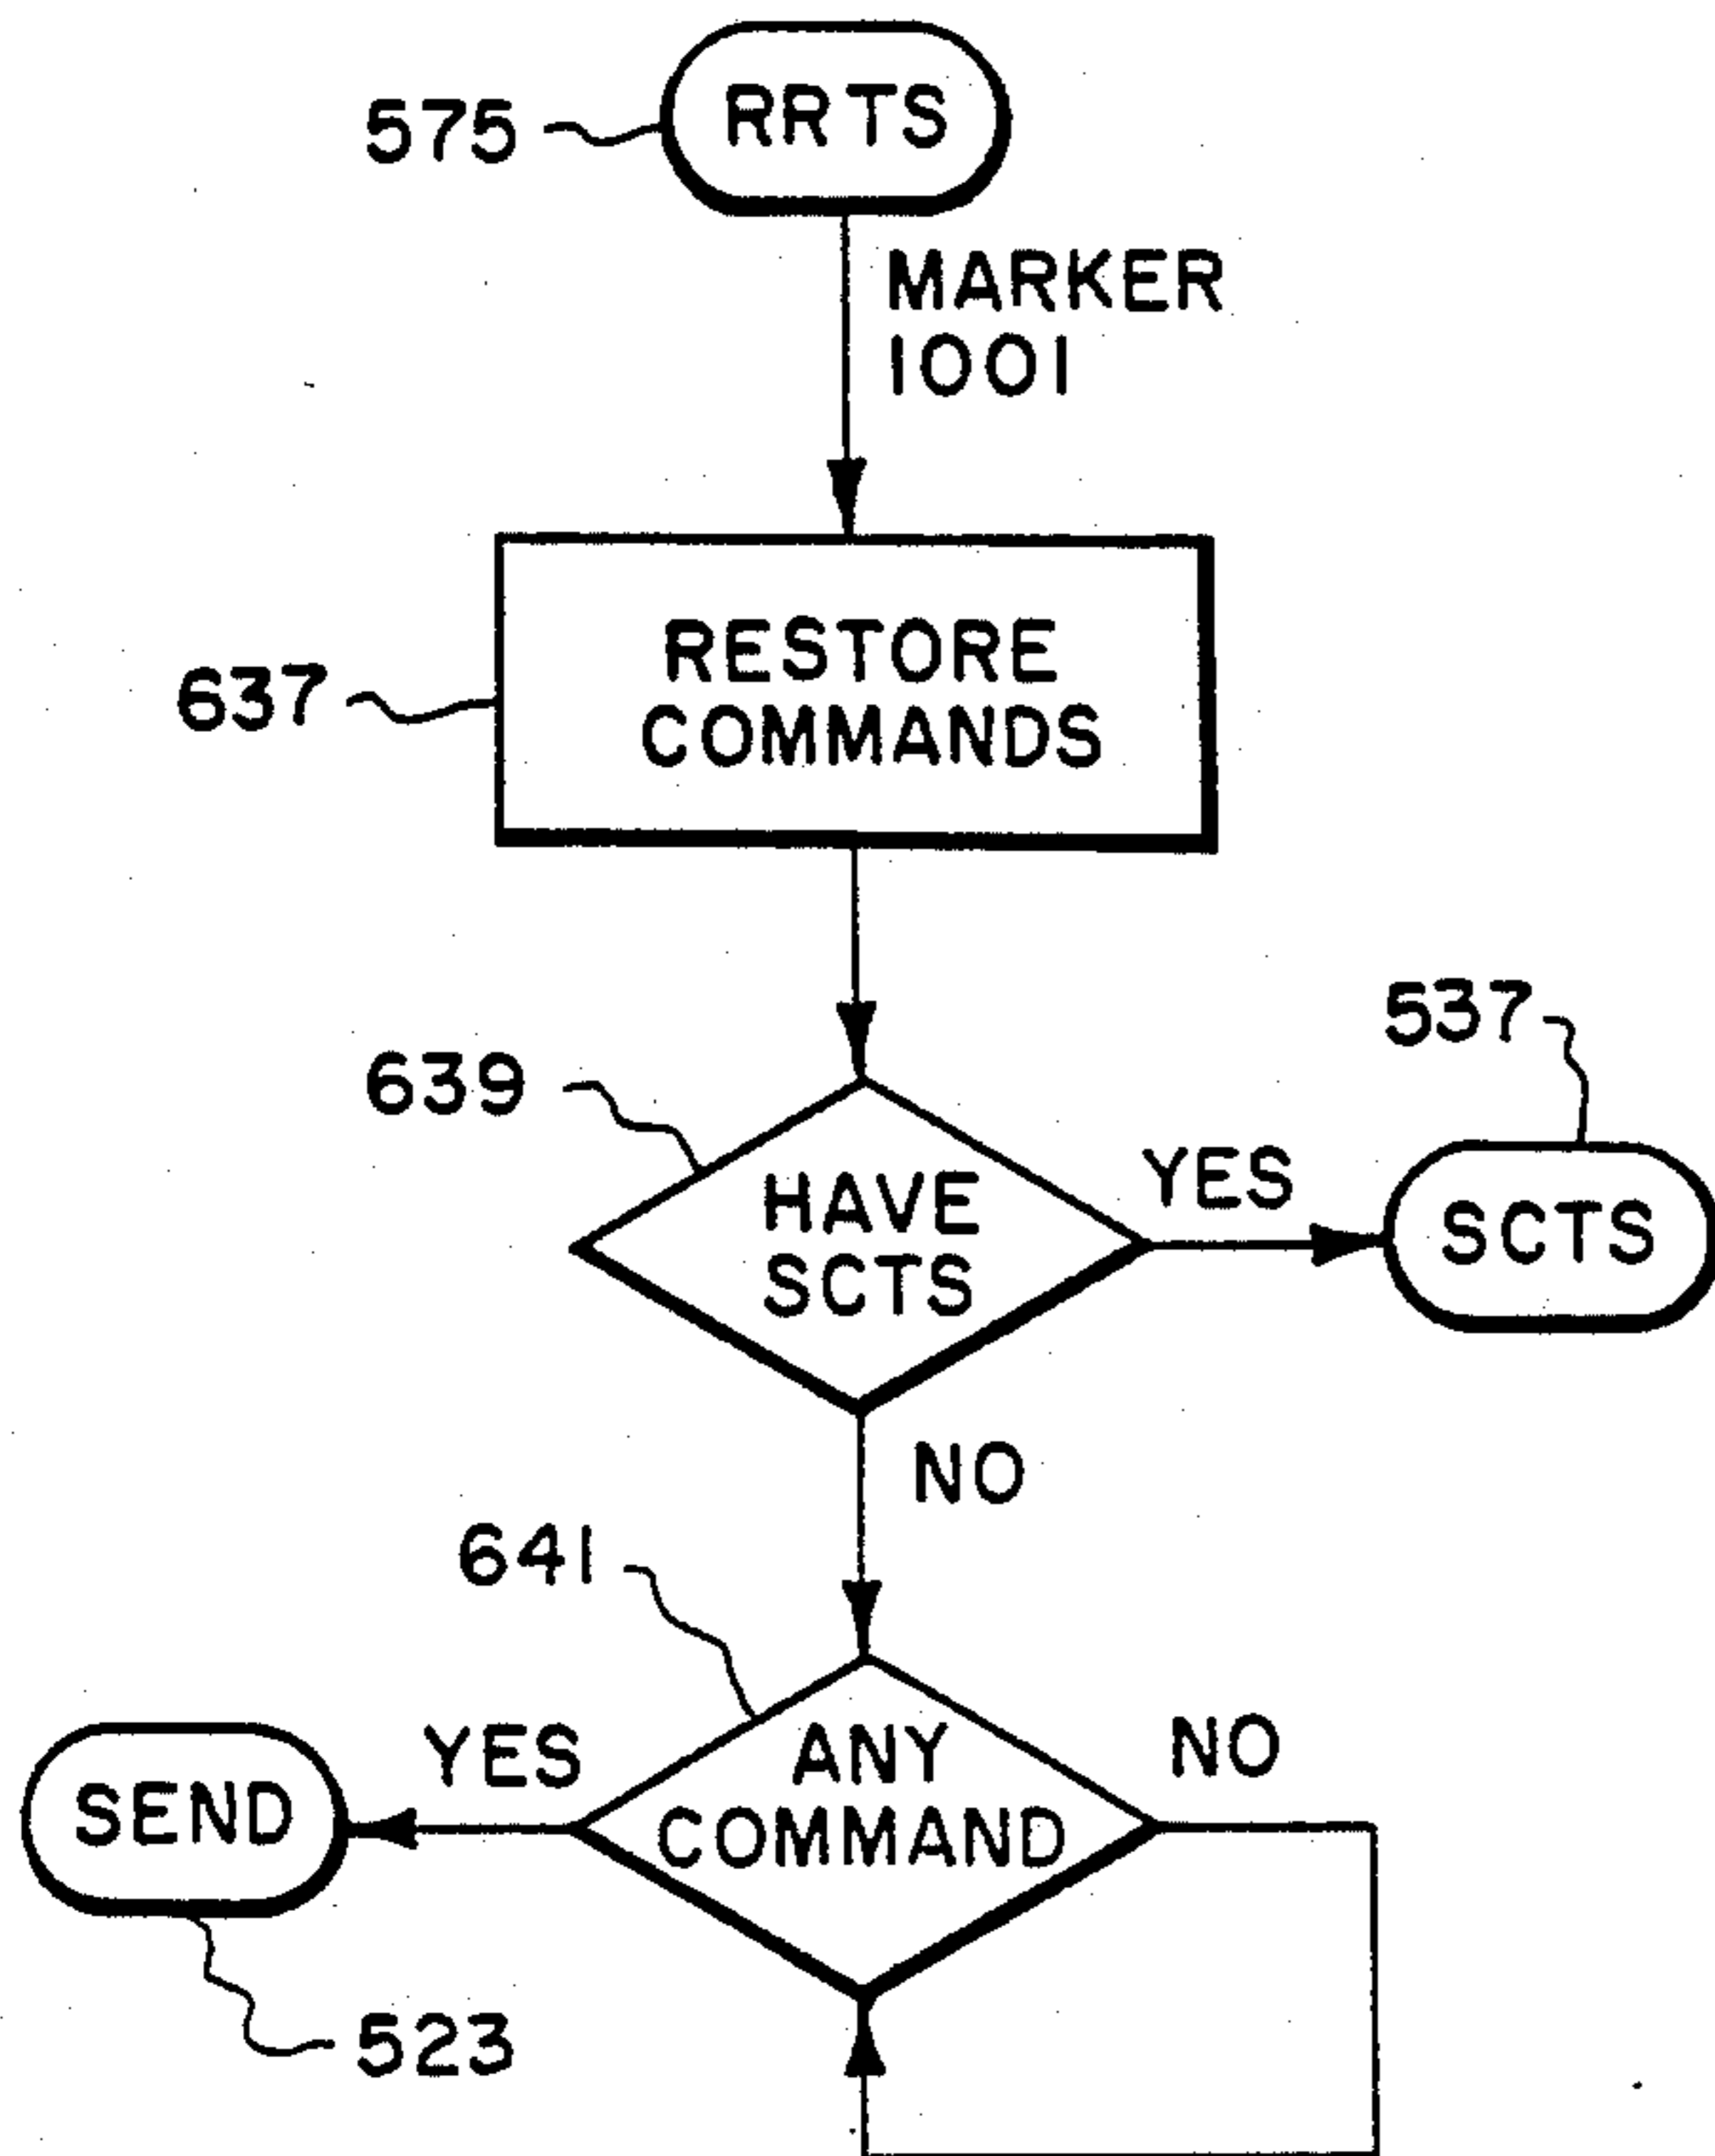 575
RRTS
MARKER
1001
637
RESTORE
COMMANDS
537
639
HAVE
SCTS
YES
SCTS
NO
641
ANY
COMMAND
YES
NO
SEND
523